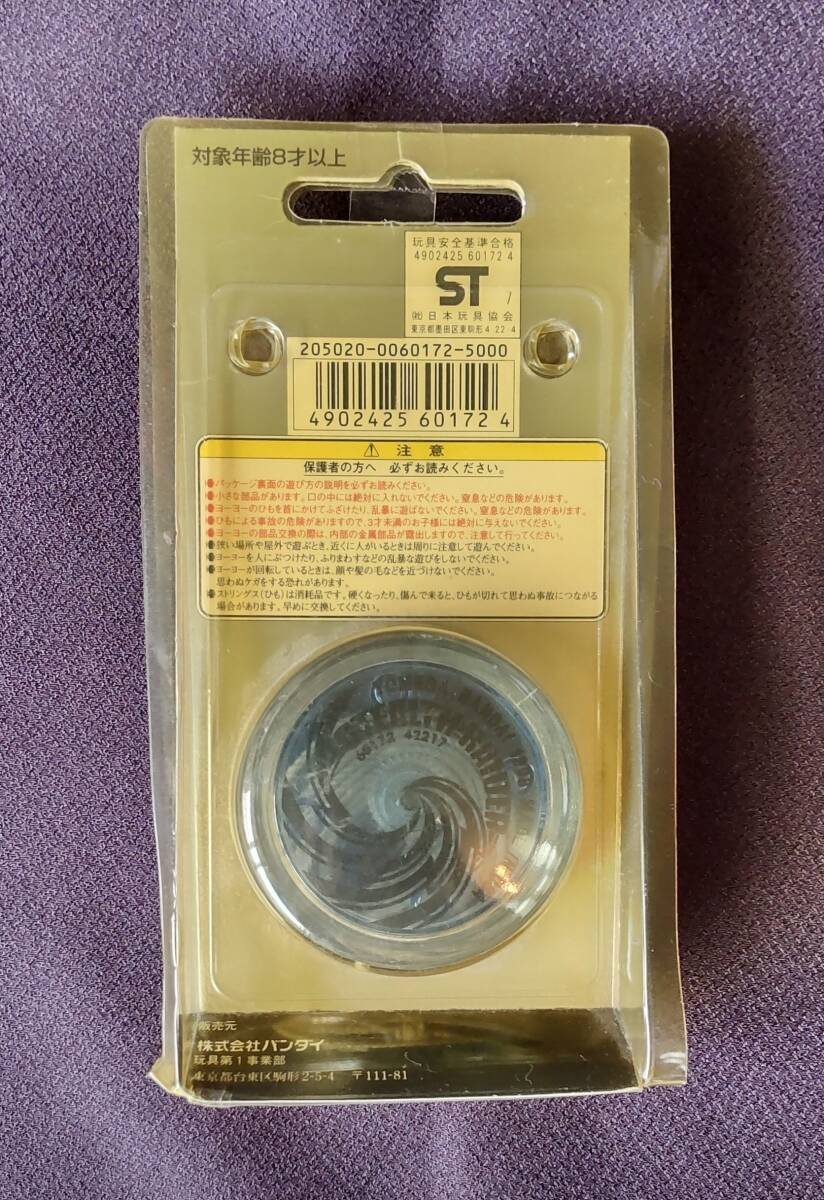 対象年齢8才以上
玩具安全基準合格
4902425 60172 4
ST
㈳日本玩具協会
東京都墨田区東駒形4 22 4
205020-0060172-5000
4902425 60172 4
⚠ 注意
保護者の方へ 必ずお読みください。
●パッケージ裏面の遊び方の説明を必ずお読みください。
●小さな部品があります。口の中には絶対に入れないでください。窒息などの危険があります。
●ヨーヨーのひもを首にかけてふざけたり、乱暴に遊ばないでください。窒息などの危険があります。
●ひもによる事故の危険がありますので、3才未満のお子様には絶対に与えないでください。
●ヨーヨーの部品交換の際は、内部の金属部品が露出しますので、注意して行ってください。
●狭い場所や屋外で遊ぶとき、近くに人がいるときは周りに注意して遊んでください。
●ヨーヨーを人にぶつけたり、ふりまわすなどの乱暴な遊びをしないでください。
●ヨーヨーが回転しているときは、顔や髪の毛などを近づけないでください。
思わぬケガをする恐れがあります。
●ストリングス(ひも)は消耗品です。硬くなったり、傷んで来ると、ひもが切れて思わぬ事故につながる
場合があります。早めに交換してください。
60172 42217
販売元
株式会社バンダイ
玩具第1事業部
東京都台東区駒形2-5-4 〒111-81